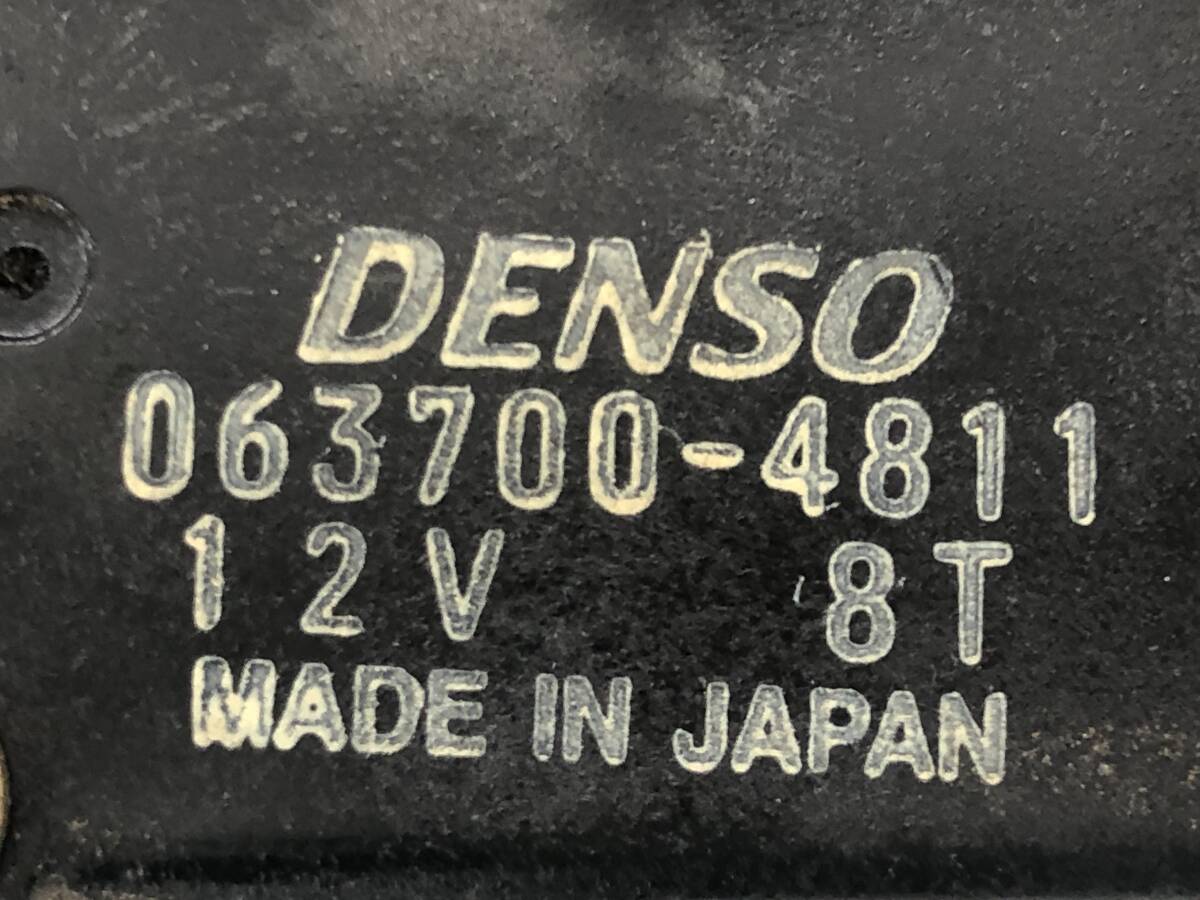 DENSO
063700-4811
12V 8T
MADE IN JAPAN